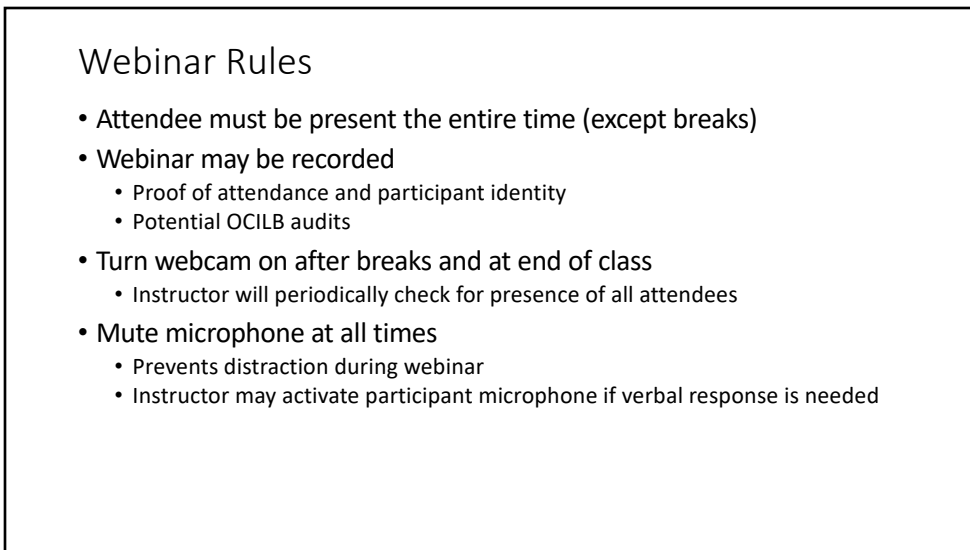 Webinar Rules
• Attendee must be present the entire time (except breaks)
• Webinar may be recorded
• Proof of attendance and participant identity
• Potential OCILB audits
• Turn webcam on after breaks and at end of class
• Instructor will periodically check for presence of all attendees
• Mute microphone at all times
• Prevents distraction during webinar
• Instructor may activate participant microphone if verbal response is needed